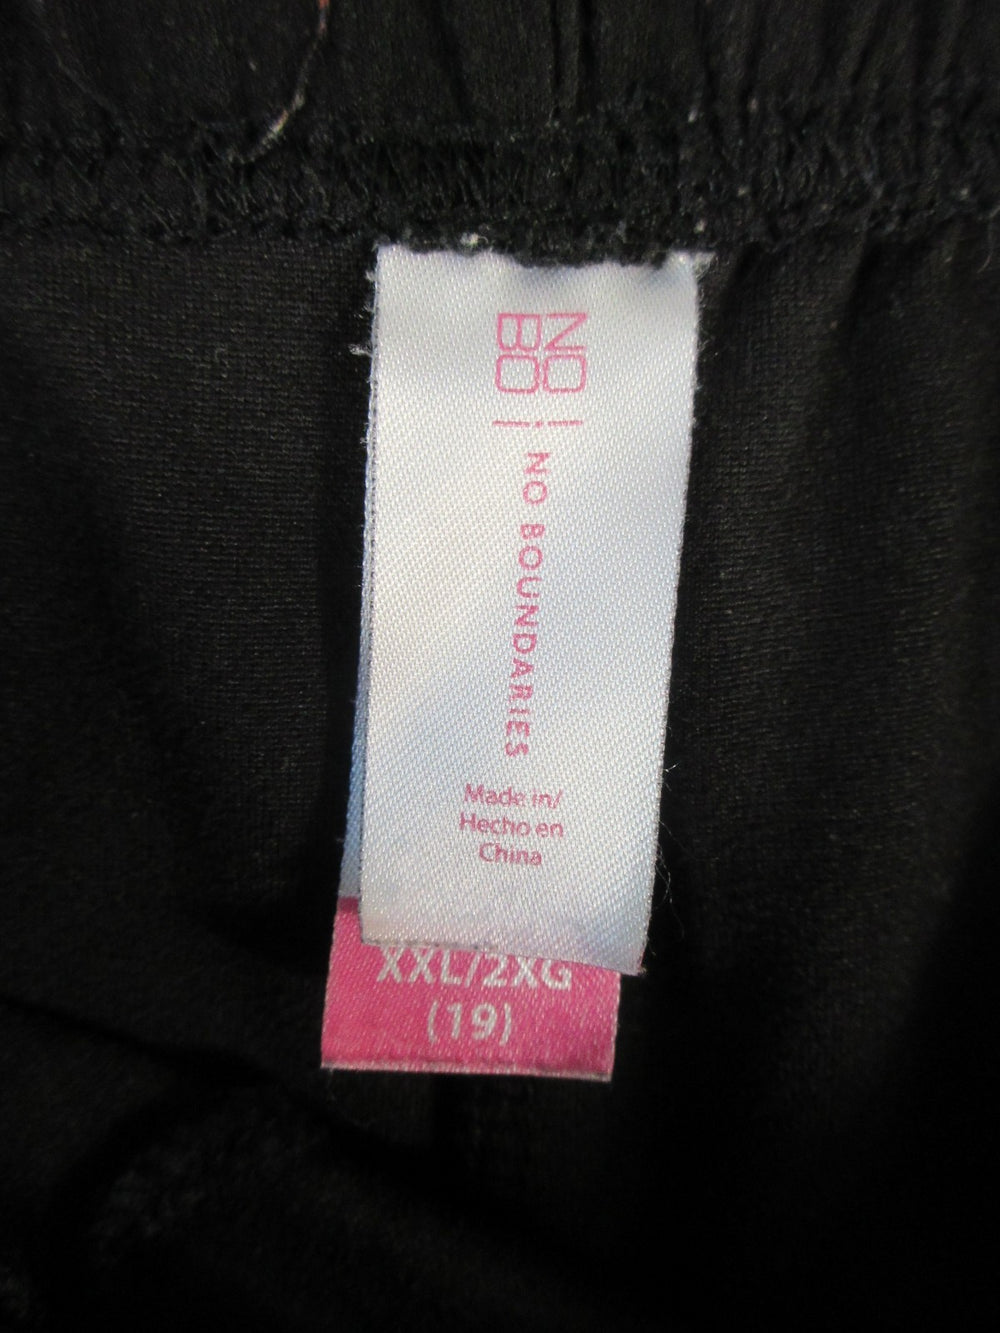 NO
BO
NO BOUNDARIES
Made in/
Hecho en
China
XXL/2XG
(19)